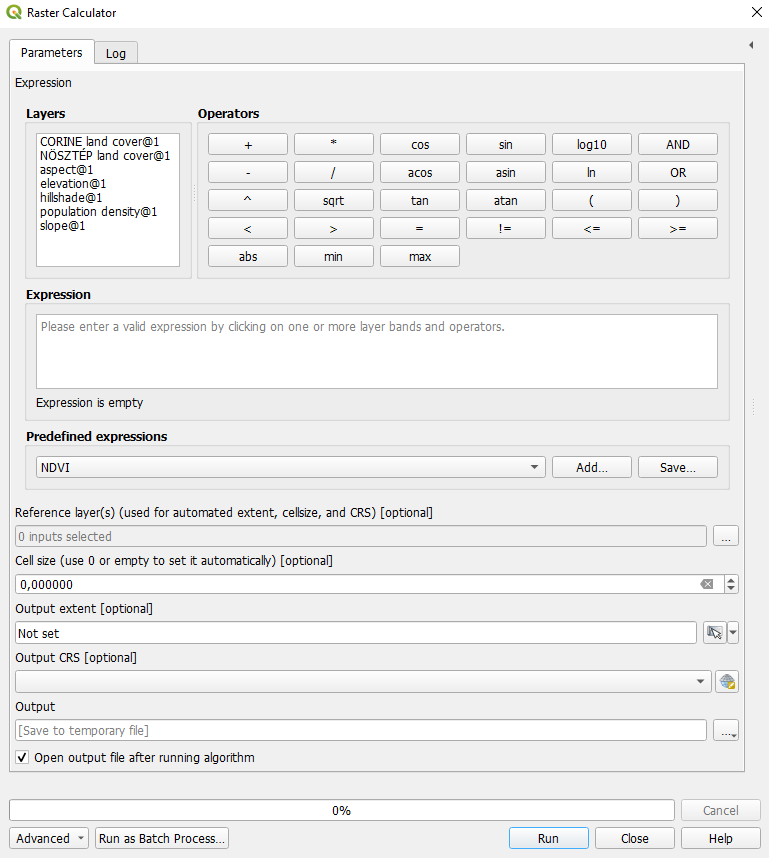 Raster Calculator
Parameters
Log
Expression
Layers
Operators
CORINE land cover@1
NÖSZTÉP land cover@1
aspect@1
elevation@1
hillshade@1
population density@1
slope@1
+ * cos sin log10 AND
- / acos asin ln OR
^ sqrt tan atan ( )
< > = != <= >=
abs min max
Expression
Please enter a valid expression by clicking on one or more layer bands and operators.
Expression is empty
Predefined expressions
NDVI
Add...
Save...
Reference layer(s) (used for automated extent, cellsize, and CRS) [optional]
0 inputs selected
...
Cell size (use 0 or empty to set it automatically) [optional]
0,000000
Output extent [optional]
Not set
Output CRS [optional]
Output
[Save to temporary file]
...
Open output file after running algorithm
0%
Cancel
Advanced
Run as Batch Process...
Run
Close
Help